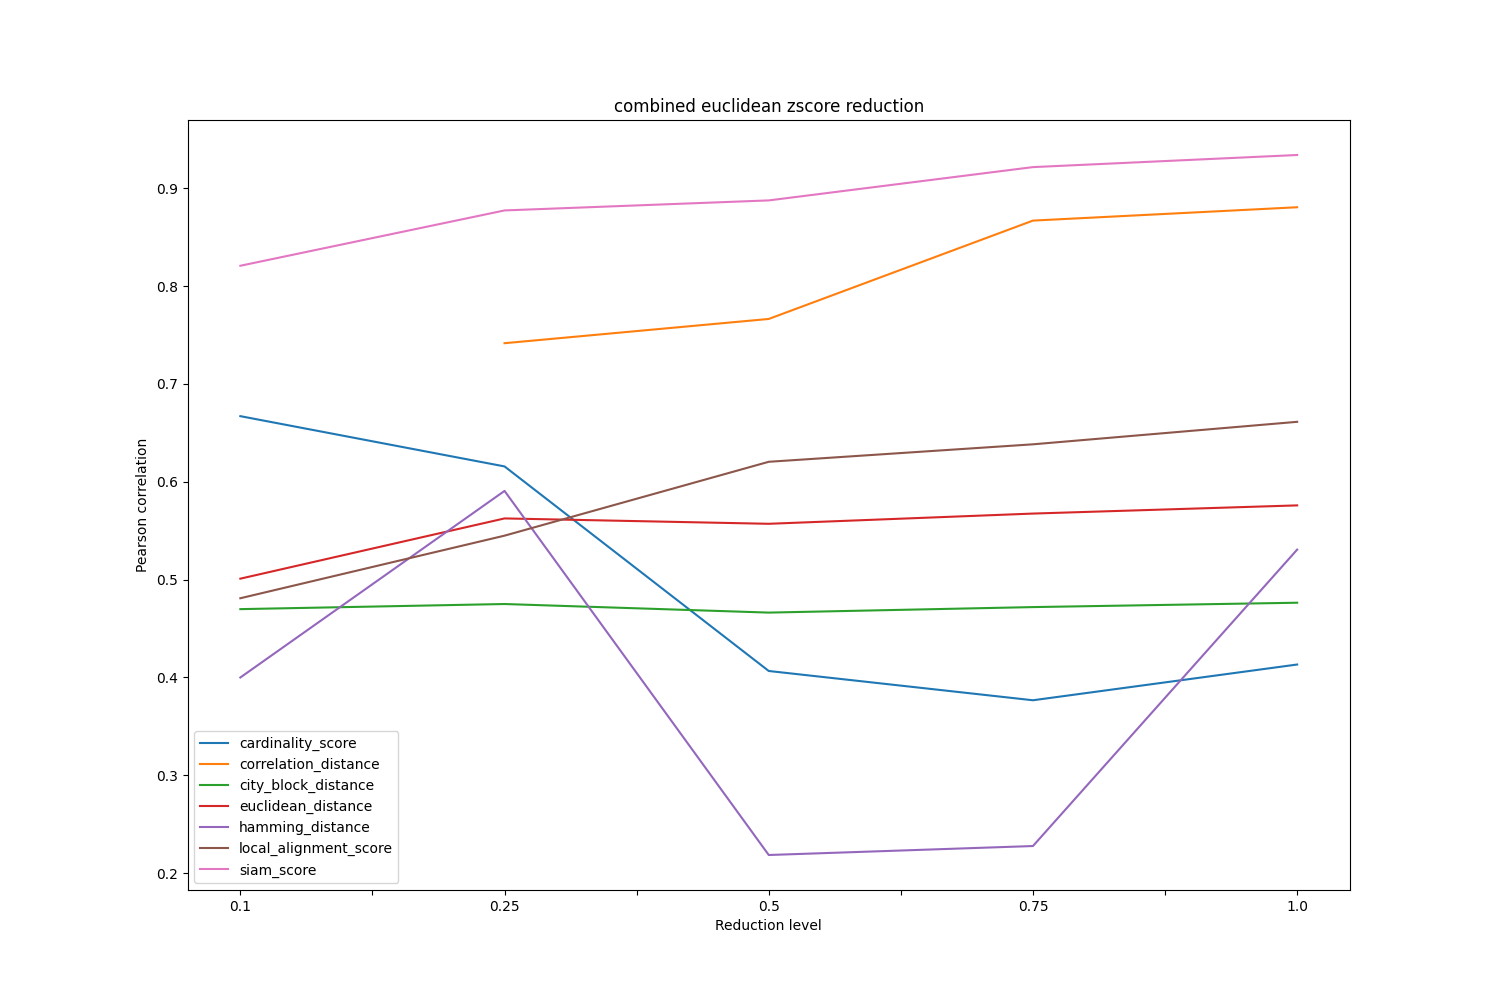 combined euclidean zscore reduction
Pearson correlation
0.9
0.8
0.7
0.6
0.5
0.4
0.3
0.2
cardinality_score
correlation_distance
city_block_distance
euclidean_distance
hamming_distance
local_alignment_score
siam_score
0.1 0.25 0.5 0.75 1.0
Reduction level